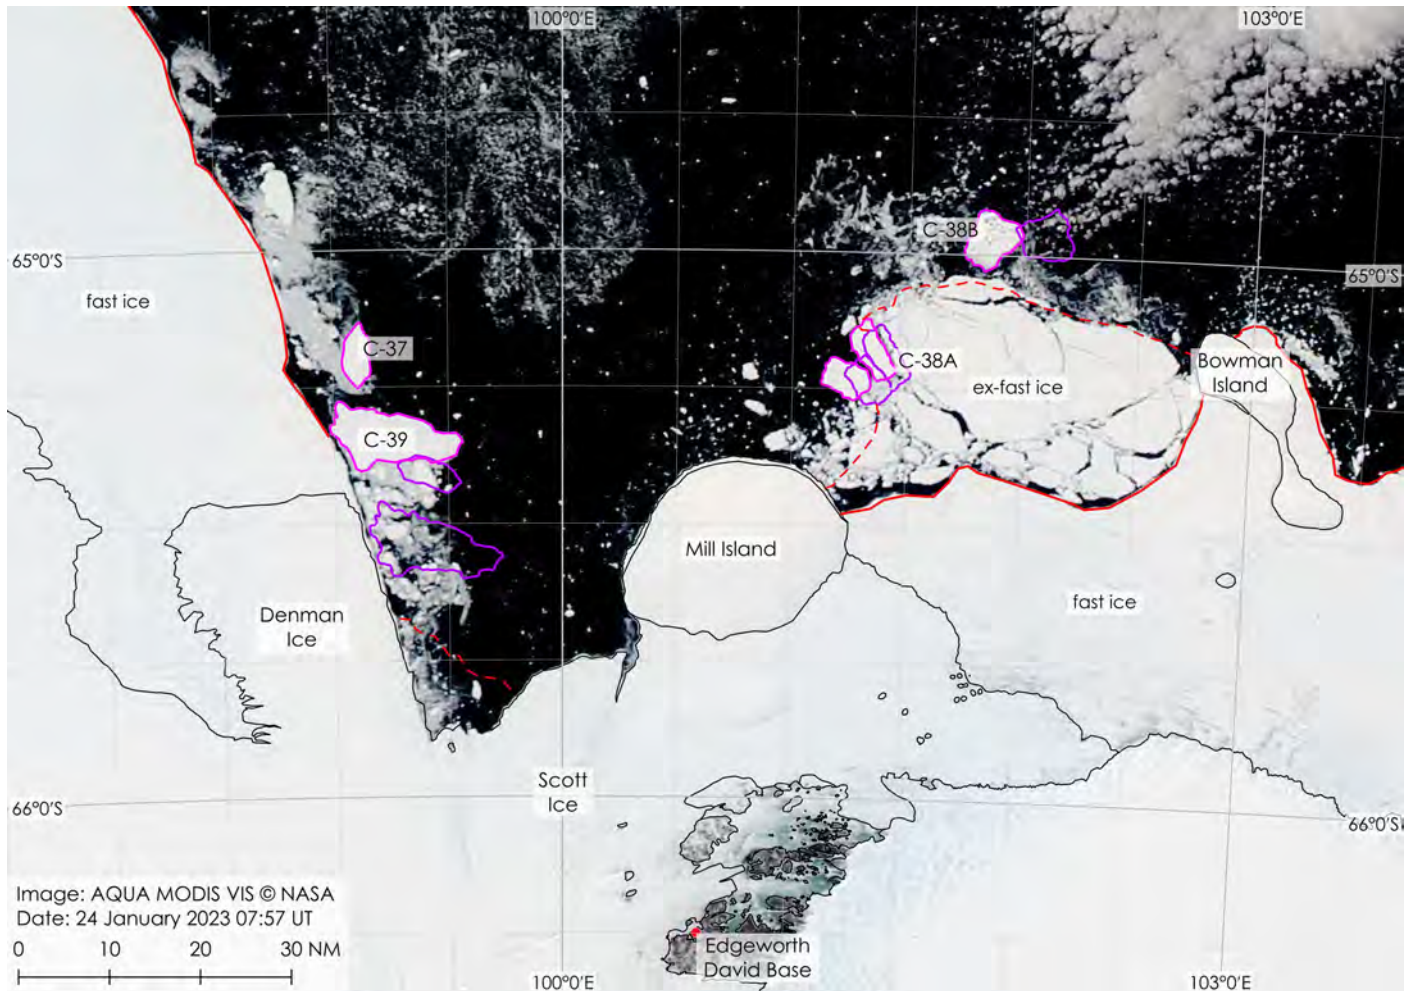 100°0'E
103°0'E
C-38B
65°0'S
65°0'S
fast ice
C-37
C-38A
Bowman
Island
ex-fast ice
C-39
Mill Island
Denman
Ice
fast ice
Scott
Ice
66°0'S
66°0'S
Image: AQUA MODIS VIS © NASA
Date: 24 January 2023 07:57 UT
0 10 20 30 NM
Edgeworth
David Base
100°0'E
103°0'E